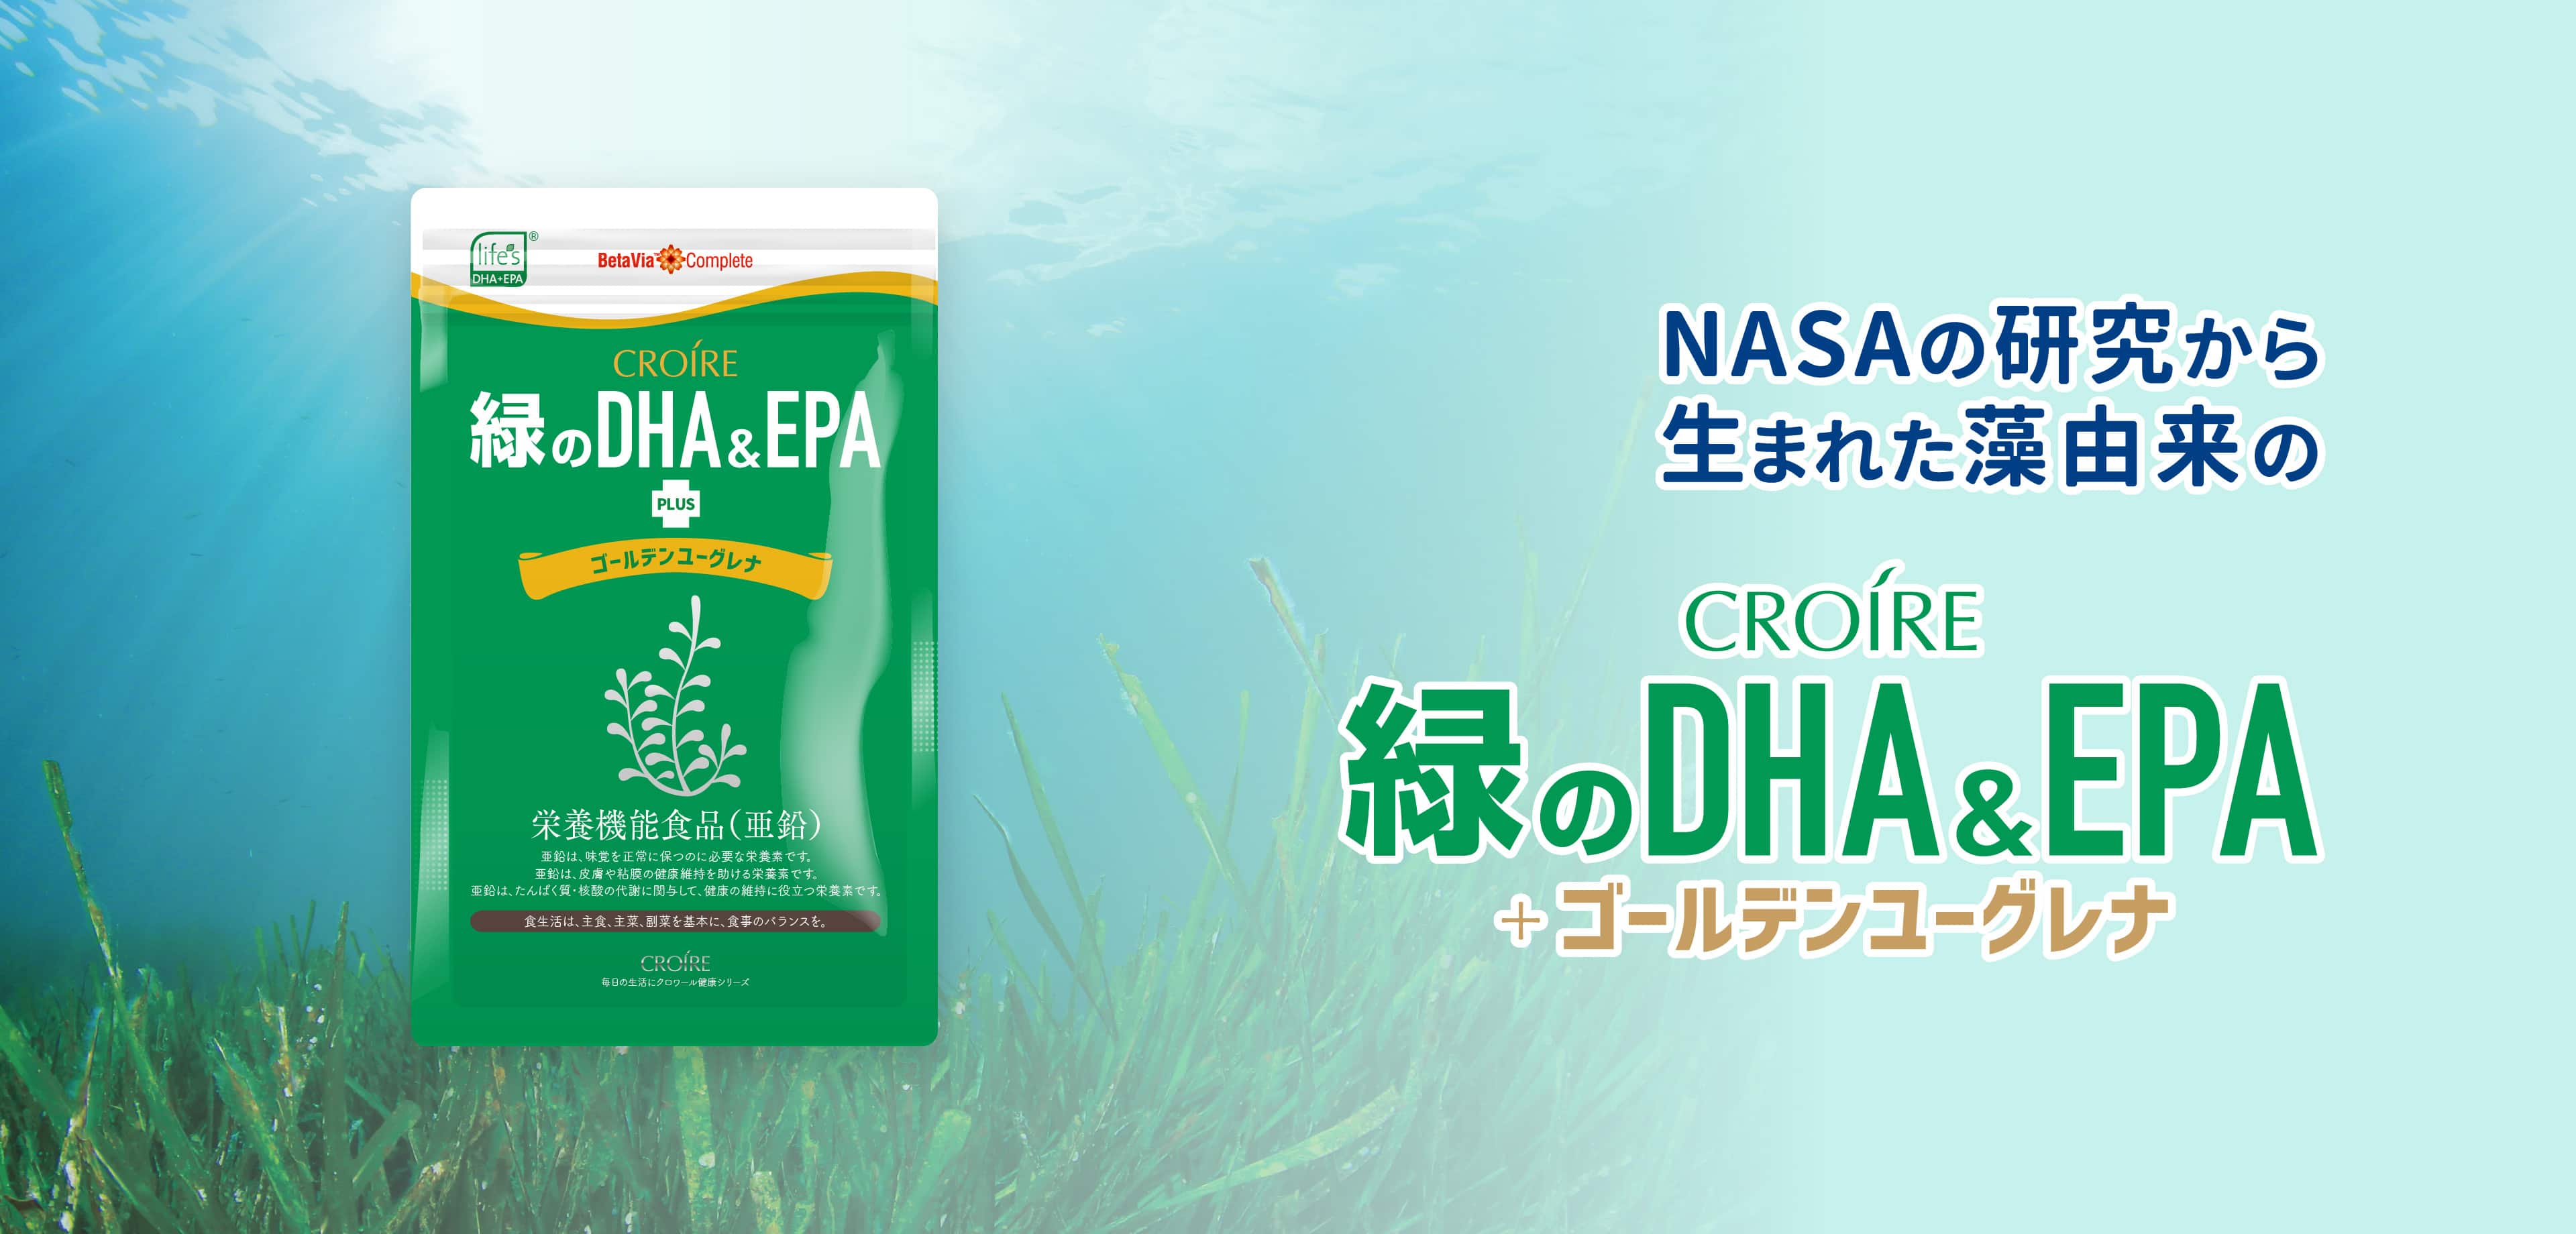 life's®
DHA+EPA
BetaVia™ Complete
CROIRE
緑のDHA&EPA
PLUS
ゴールデンユーグレナ
栄養機能食品(亜鉛)
亜鉛は、味覚を正常に保つのに必要な栄養素です。
亜鉛は、皮膚や粘膜の健康維持を助ける栄養素です。
亜鉛は、たんぱく質・核酸の代謝に関与して、健康の維持に役立つ栄養素です。
食生活は、主食、主菜、副菜を基本に、食事のバランスを。
CROIRE
毎日の生活にクロワール健康シリーズ
NASAの研究から
生まれた藻由来の
CROIRE
緑のDHA&EPA
+ゴールデンユーグレナ